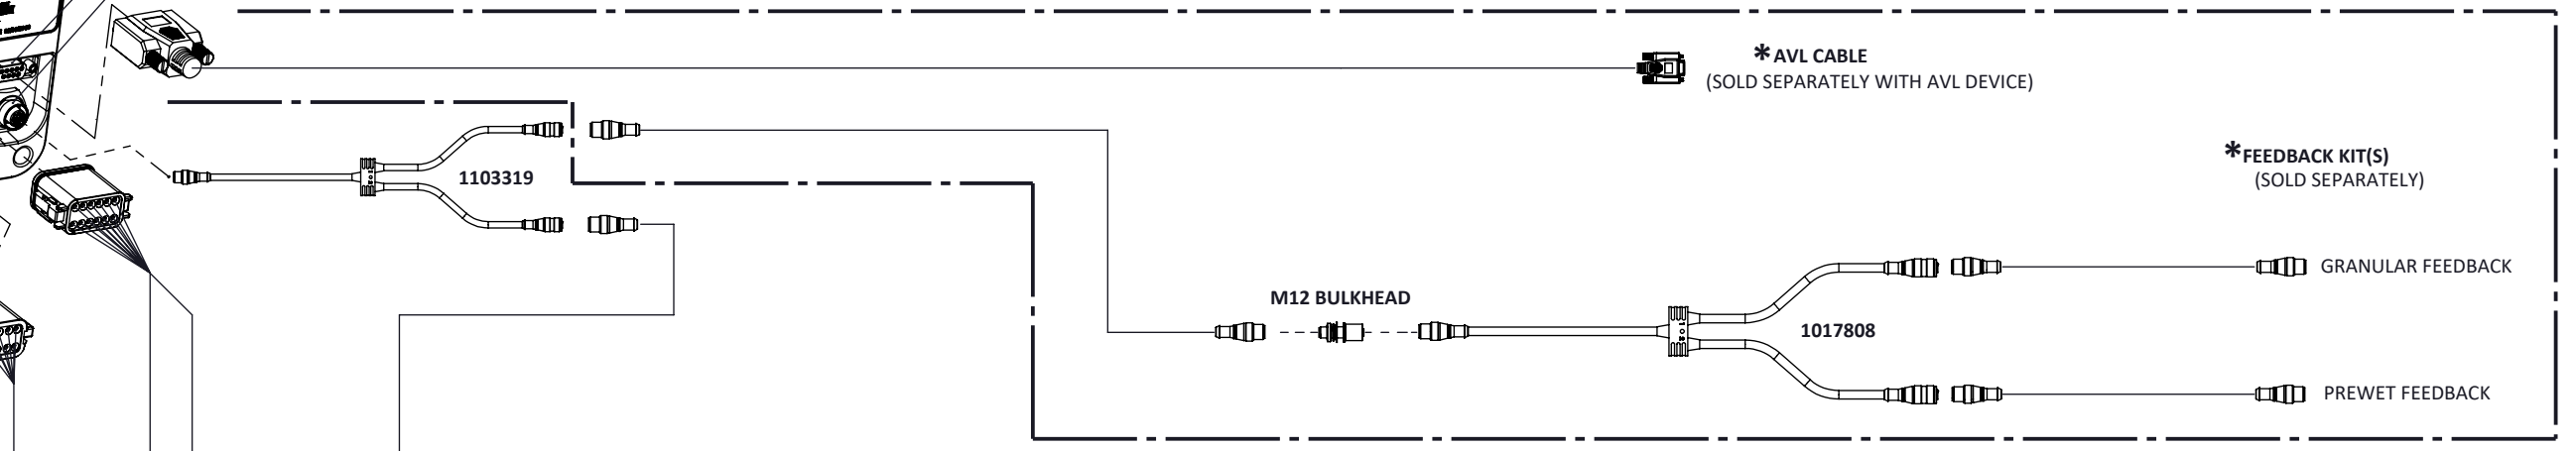 *AVL CABLE
(SOLD SEPARATELY WITH AVL DEVICE)
*FEEDBACK KIT(S)
(SOLD SEPARATELY)
1103319
GRANULAR FEEDBACK
M12 BULKHEAD
1017808
PREWET FEEDBACK